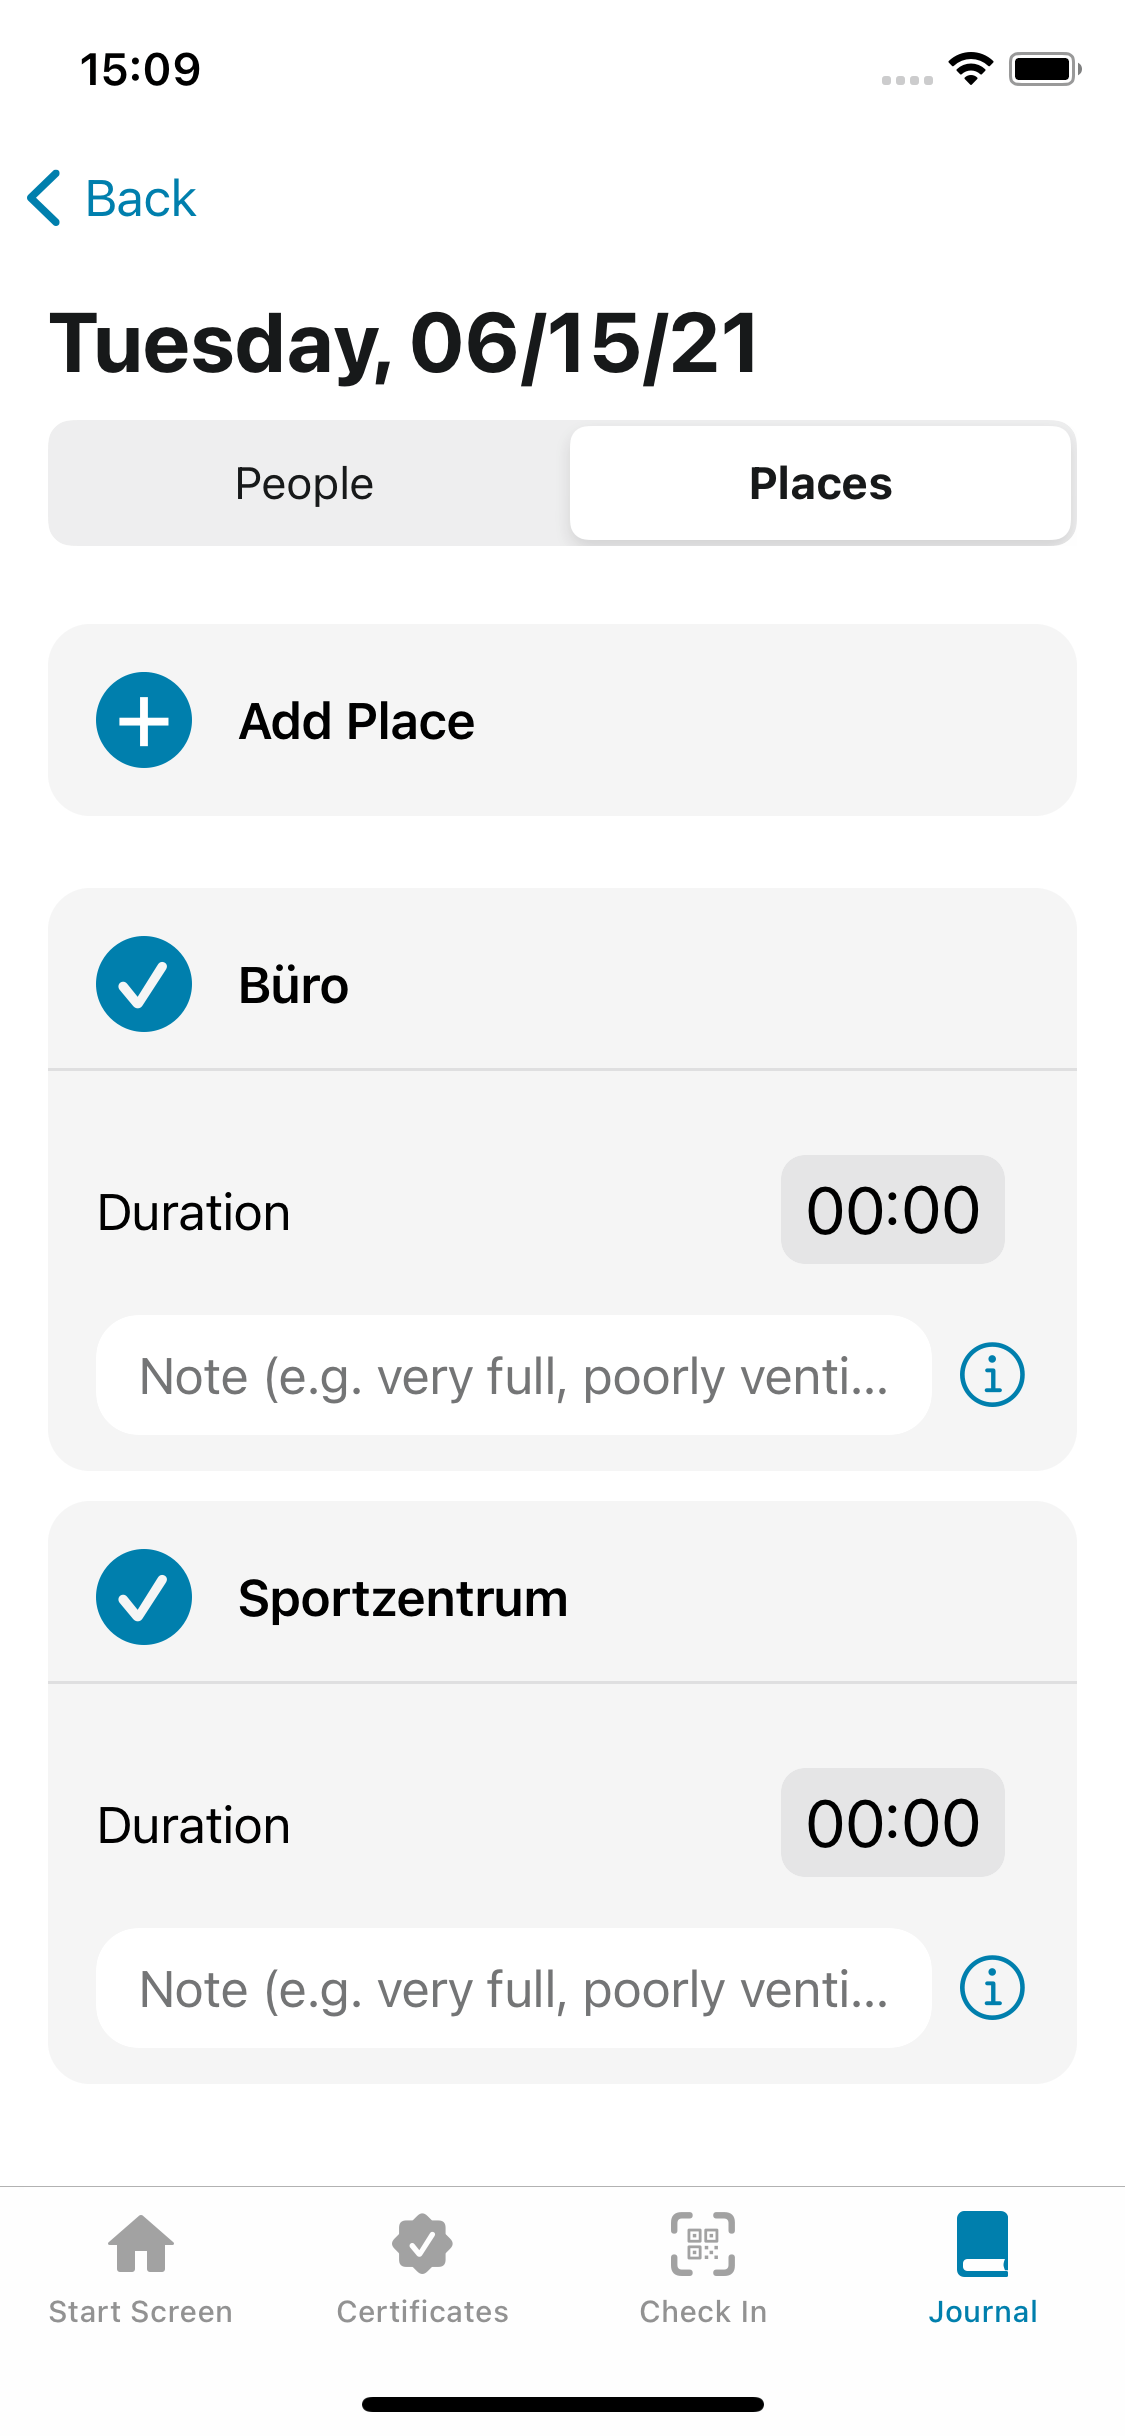 15:09
Back
Tuesday, 06/15/21
People
Places
Add Place
Büro
Duration
00:00
Note (e.g. very full, poorly venti...
Sportzentrum
Duration
00:00
Note (e.g. very full, poorly venti...
Start Screen
Certificates
Check In
Journal